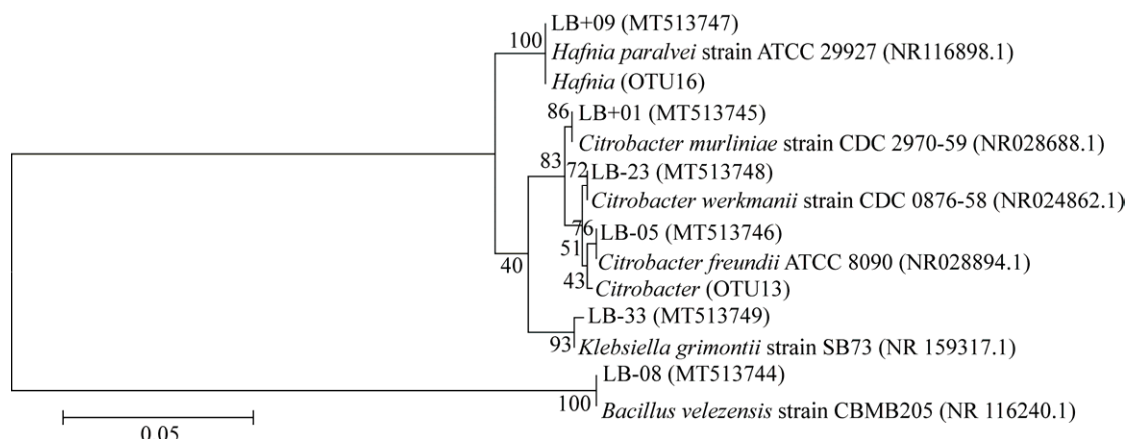 LB+09 (MT513747)
100
Hafnia paralvei strain ATCC 29927 (NR116898.1)
Hafnia (OTU16)
86
LB+01 (MT513745)
Citrobacter murliniae strain CDC 2970-59 (NR028688.1)
83
72
LB-23 (MT513748)
Citrobacter werkmanii strain CDC 0876-58 (NR024862.1)
76
LB-05 (MT513746)
51
40
Citrobacter freundii ATCC 8090 (NR028894.1)
43
Citrobacter (OTU13)
LB-33 (MT513749)
93
Klebsiella grimontii strain SB73 (NR 159317.1)
LB-08 (MT513744)
100
Bacillus velezensis strain CBMB205 (NR 116240.1)
0.05